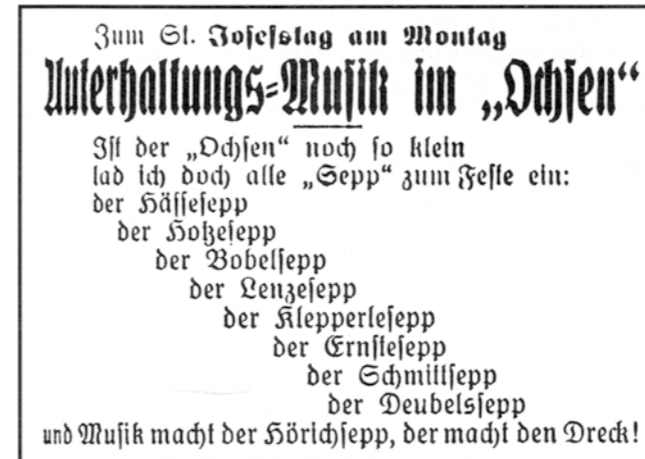 Zum St. Josefstag am Montag
Unterhaltungs-Musik im „Ochsen“
Ist der „Ochsen“ noch so klein
lad ich doch alle „Sepp“ zum Feste ein:
der Hässesepp
der Hotzesepp
der Bobelsepp
der Lenzesepp
der Klepperlesepp
der Ernstesepp
der Schmittsepp
der Deubelssepp
und Musik macht der Hörichsepp, der macht den Dreck!